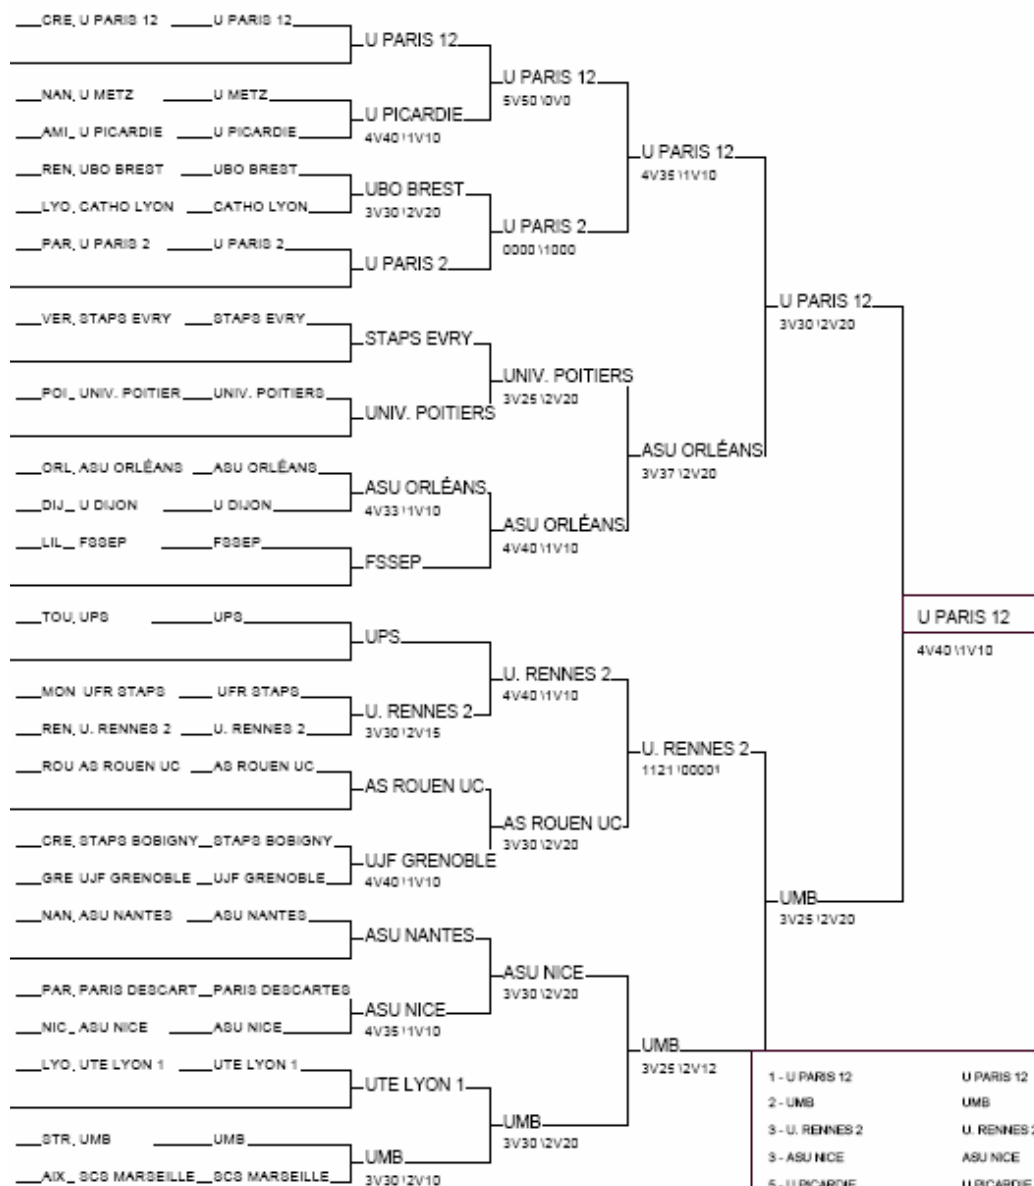 CRE, U PARIS 12 U PARIS 12
U PARIS 12
U PARIS 12
5V50 \0V0
NAN, U METZ U METZ
U PICARDIE
4V40 \1V10
AMI_ U PICARDIE U PICARDIE
U PARIS 12
4V35 \1V10
REN, UBO BREST UBO BREST
UBO BREST
3V30 \2V20
LYO, CATHO LYON CATHO LYON
U PARIS 2
0000 \1000
PAR, U PARIS 2 U PARIS 2
U PARIS 2
U PARIS 12
3V30 \2V20
VER, STAPS EVRY STAPS EVRY
STAPS EVRY
UNIV. POITIERS
3V25 \2V20
POI_ UNIV. POITIER UNIV. POITIERS
UNIV. POITIERS
ASU ORLÉANS
3V37 \2V20
ORL, ASU ORLÉANS ASU ORLÉANS
ASU ORLÉANS
4V33 \1V10
DIJ_ U DIJON U DIJON
ASU ORLÉANS
4V40 \1V10
LIL_ FSSEP FSSEP
FSSEP
U PARIS 12
4V40 \1V10
TOU, UPS UPS
UPS
U. RENNES 2
4V40 \1V10
MON UFR STAPS UFR STAPS
U. RENNES 2
3V30 \2V15
REN, U. RENNES 2 U. RENNES 2
U. RENNES 2
1121 \00001
ROU AS ROUEN UC AS ROUEN UC
AS ROUEN UC
AS ROUEN UC
3V30 \2V20
CRE, STAPS BOBIGNY STAPS BOBIGNY
UJF GRENOBLE
4V40 \1V10
GRE UJF GRENOBLE UJF GRENOBLE
UMB
3V25 \2V20
NAN, ASU NANTES ASU NANTES
ASU NANTES
ASU NICE
3V30 \2V20
PAR, PARIS DESCART PARIS DESCARTES
ASU NICE
4V35 \1V10
NIC_ ASU NICE ASU NICE
UMB
3V25 \2V12
LYO, UTE LYON 1 UTE LYON 1
UTE LYON 1
UMB
3V30 \2V20
STR, UMB UMB
UMB
3V30 \2V10
AIX_ SCS MARSEILLE SCS MARSEILLE
1 - U PARIS 12 U PARIS 12
2 - UMB UMB
3 - U. RENNES 2 U. RENNES 2
3 - ASU NICE ASU NICE
5 - U PICARDIE U PICARDIE